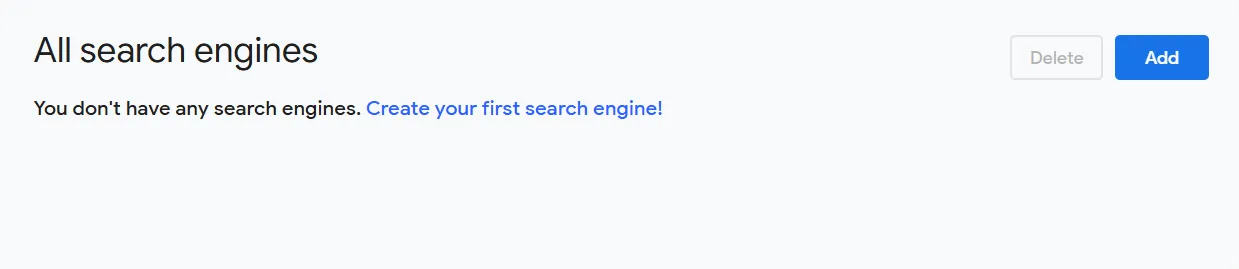 All search engines
Delete
Add
You don't have any search engines. Create your first search engine!